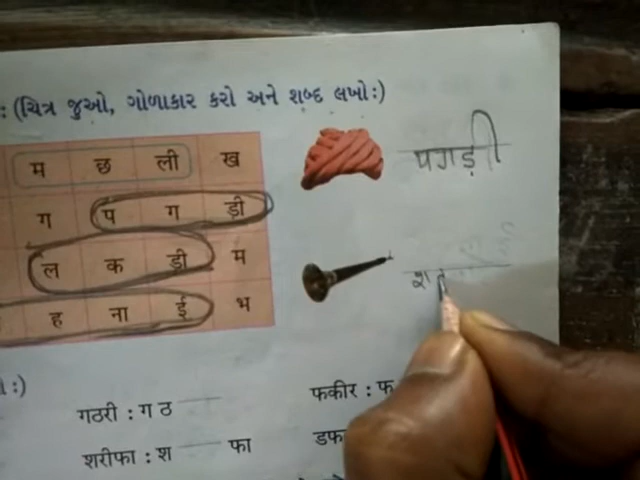 : (ચિત્ર જુઓ, ગોળાકાર કરો અને શબ્દ લખો:)
म छ ली ख
ग प ग ड़ी
पगड़ी
ल क ड़ी म
ह ना ई भ
श
गठरी : ग ठ
फकीर : फ
शरीफा : श फा